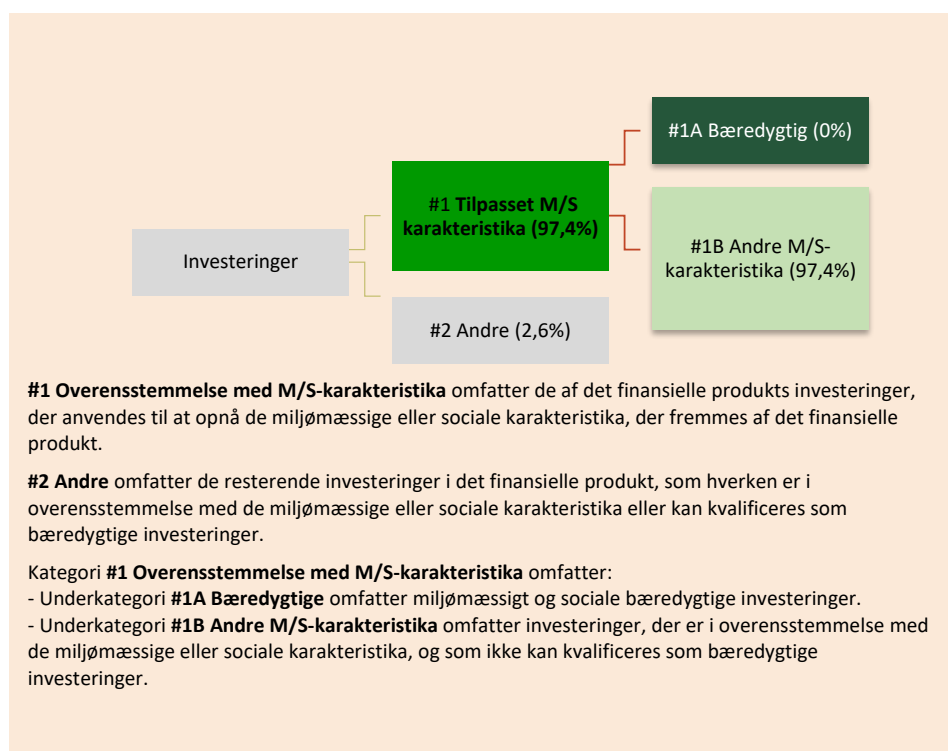 #1A Bæredygtig (0%)
#1 Tilpasset M/S
karakteristika (97,4%)
#1B Andre M/S-
karakteristika (97,4%)
Investeringer
#2 Andre (2,6%)
#1 Overensstemmelse med M/S-karakteristika omfatter de af det finansielle produkts investeringer,
der anvendes til at opnå de miljømæssige eller sociale karakteristika, der fremmes af det finansielle
produkt.
#2 Andre omfatter de resterende investeringer i det finansielle produkt, som hverken er i
overensstemmelse med de miljømæssige eller sociale karakteristika eller kan kvalificeres som
bæredygtige investeringer.
Kategori #1 Overensstemmelse med M/S-karakteristika omfatter:
- Underkategori #1A Bæredygtige omfatter miljømæssigt og sociale bæredygtige investeringer.
- Underkategori #1B Andre M/S-karakteristika omfatter investeringer, der er i overensstemmelse med
de miljømæssige eller sociale karakteristika, og som ikke kan kvalificeres som bæredygtige
investeringer.